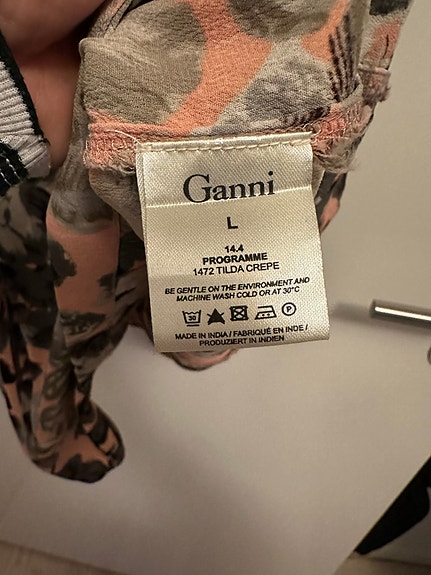 Ganni
L
14.4
PROGRAMME
1472 TILDA CREPE
BE GENTLE ON THE ENVIRONMENT AND
MACHINE WASH COLD OR AT 30°C
30
P
MADE IN INDIA / FABRIQUÉ EN INDE /
PRODUZIERT IN INDIEN